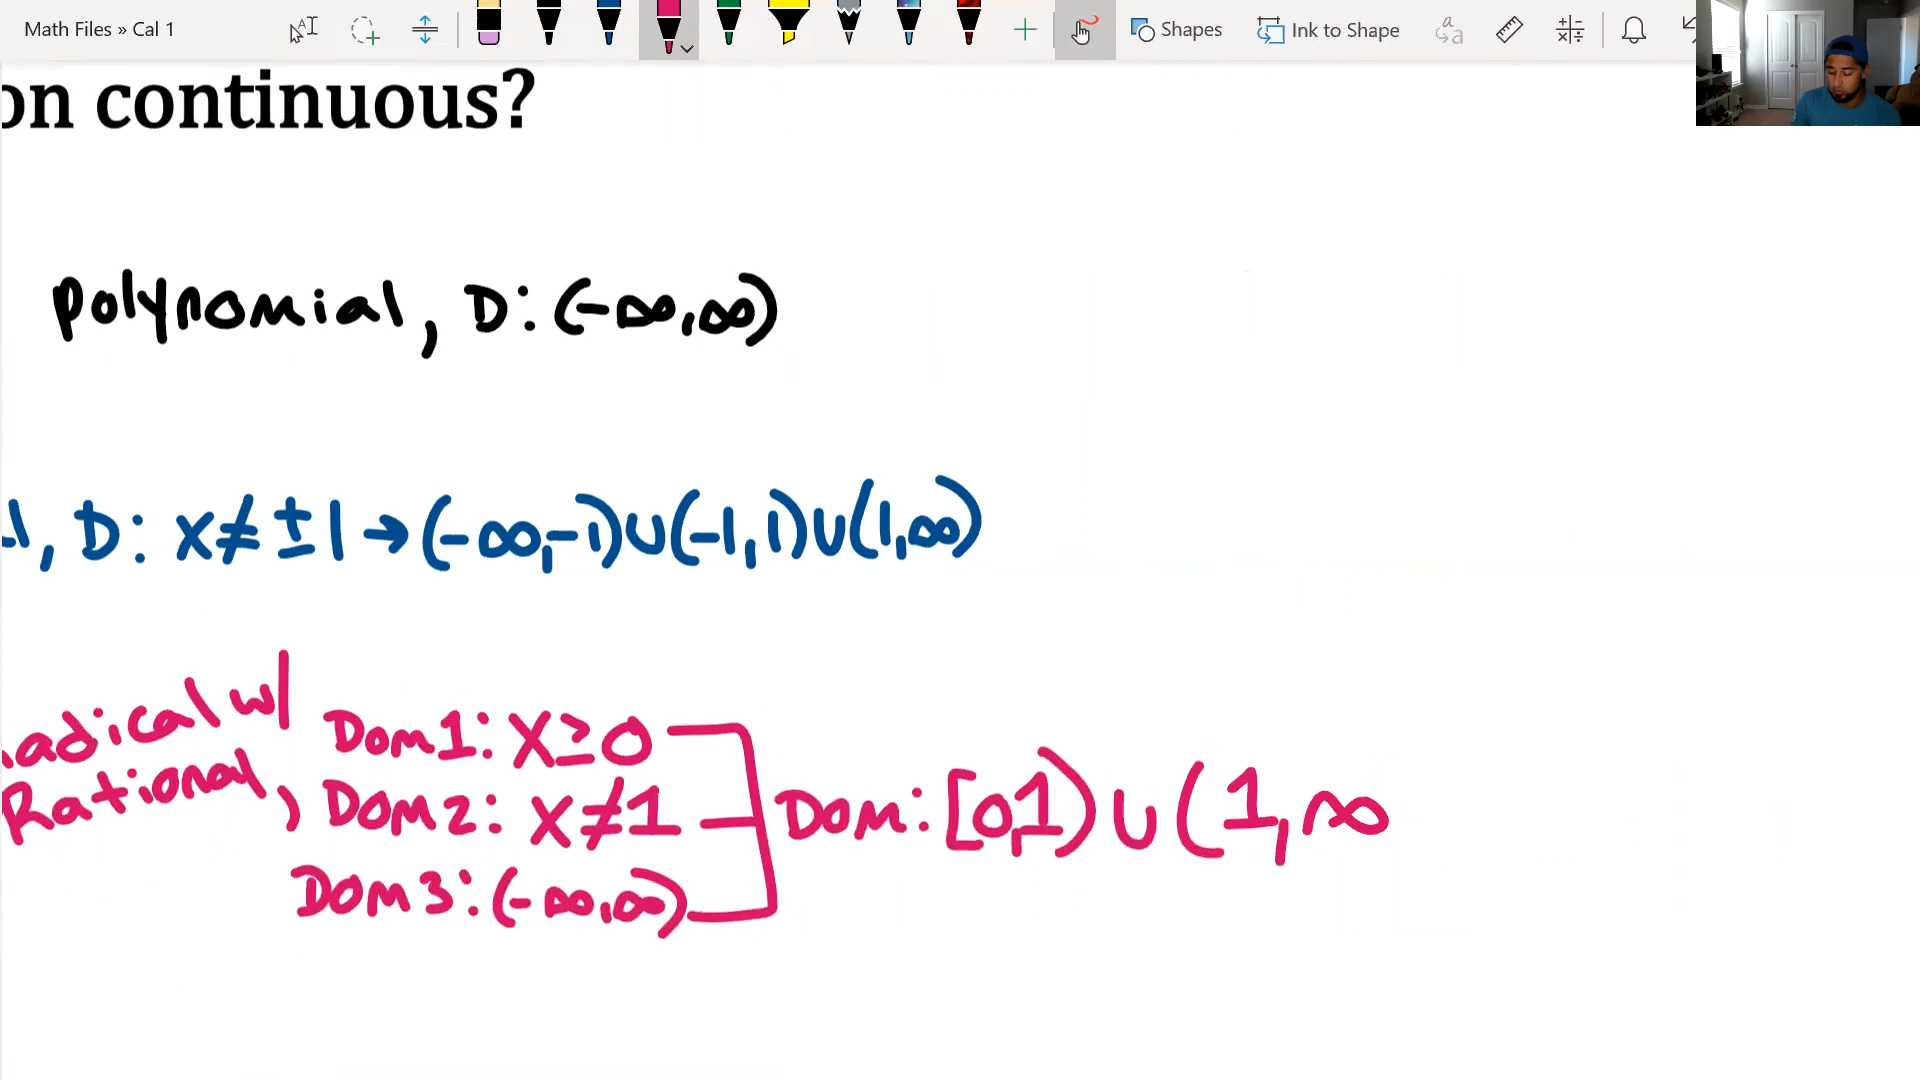 Math Files » Cal 1
Shapes
Ink to Shape
on continuous?
polynomial, D: (-∞,∞)
, D: x≠±1→(-∞,-1)∪(-1,1)∪(1,∞)
radical w/
Rational,
Dom1: x≥0
Dom2: x≠1
Dom3: (-∞,∞)
Dom: [0,1)∪(1,∞